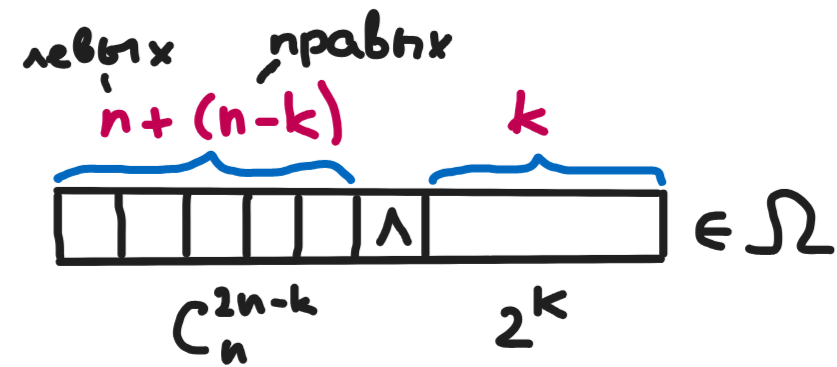 левых правых
n + (n-k) k
Λ ∈ Ω
C_n^{2n-k} 2^k